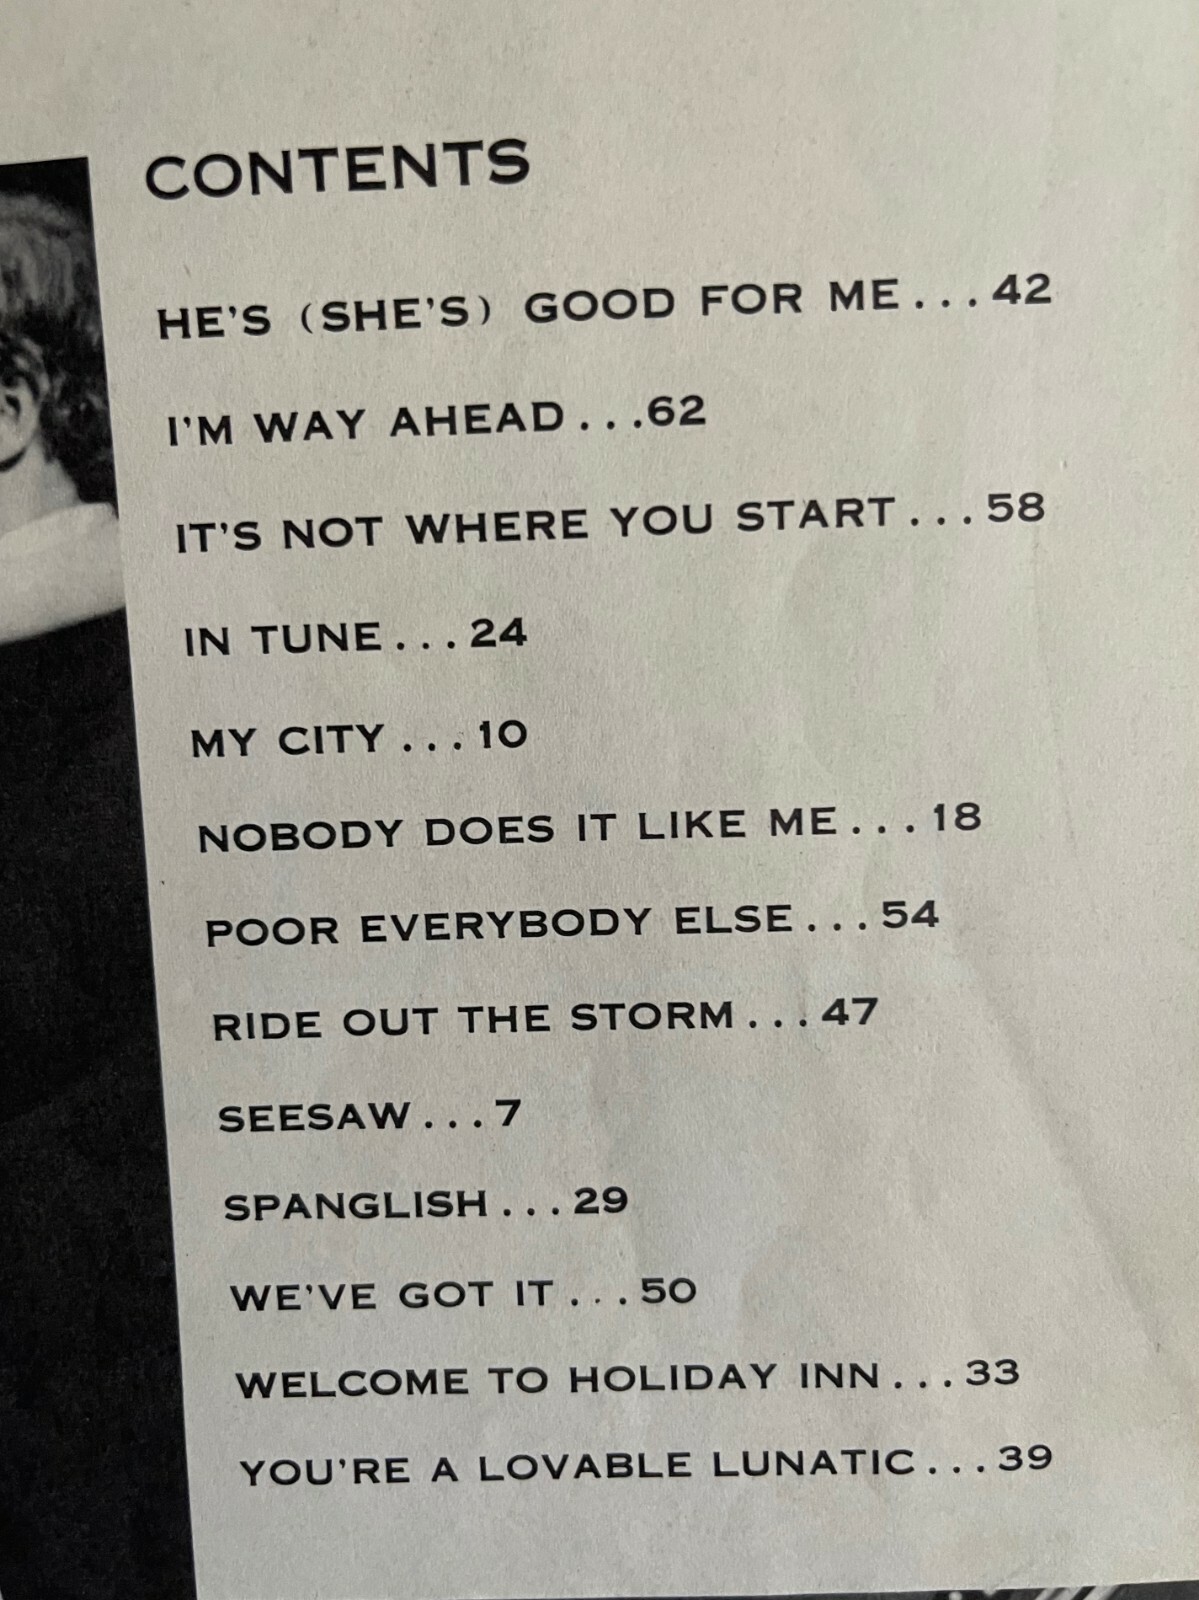 CONTENTS
HE'S (SHE'S) GOOD FOR ME...42
I'M WAY AHEAD...62
IT'S NOT WHERE YOU START...58
IN TUNE...24
MY CITY...10
NOBODY DOES IT LIKE ME...18
POOR EVERYBODY ELSE...54
RIDE OUT THE STORM...47
SEESAW...7
SPANGLISH...29
WE'VE GOT IT...50
WELCOME TO HOLIDAY INN...33
YOU'RE A LOVABLE LUNATIC...39